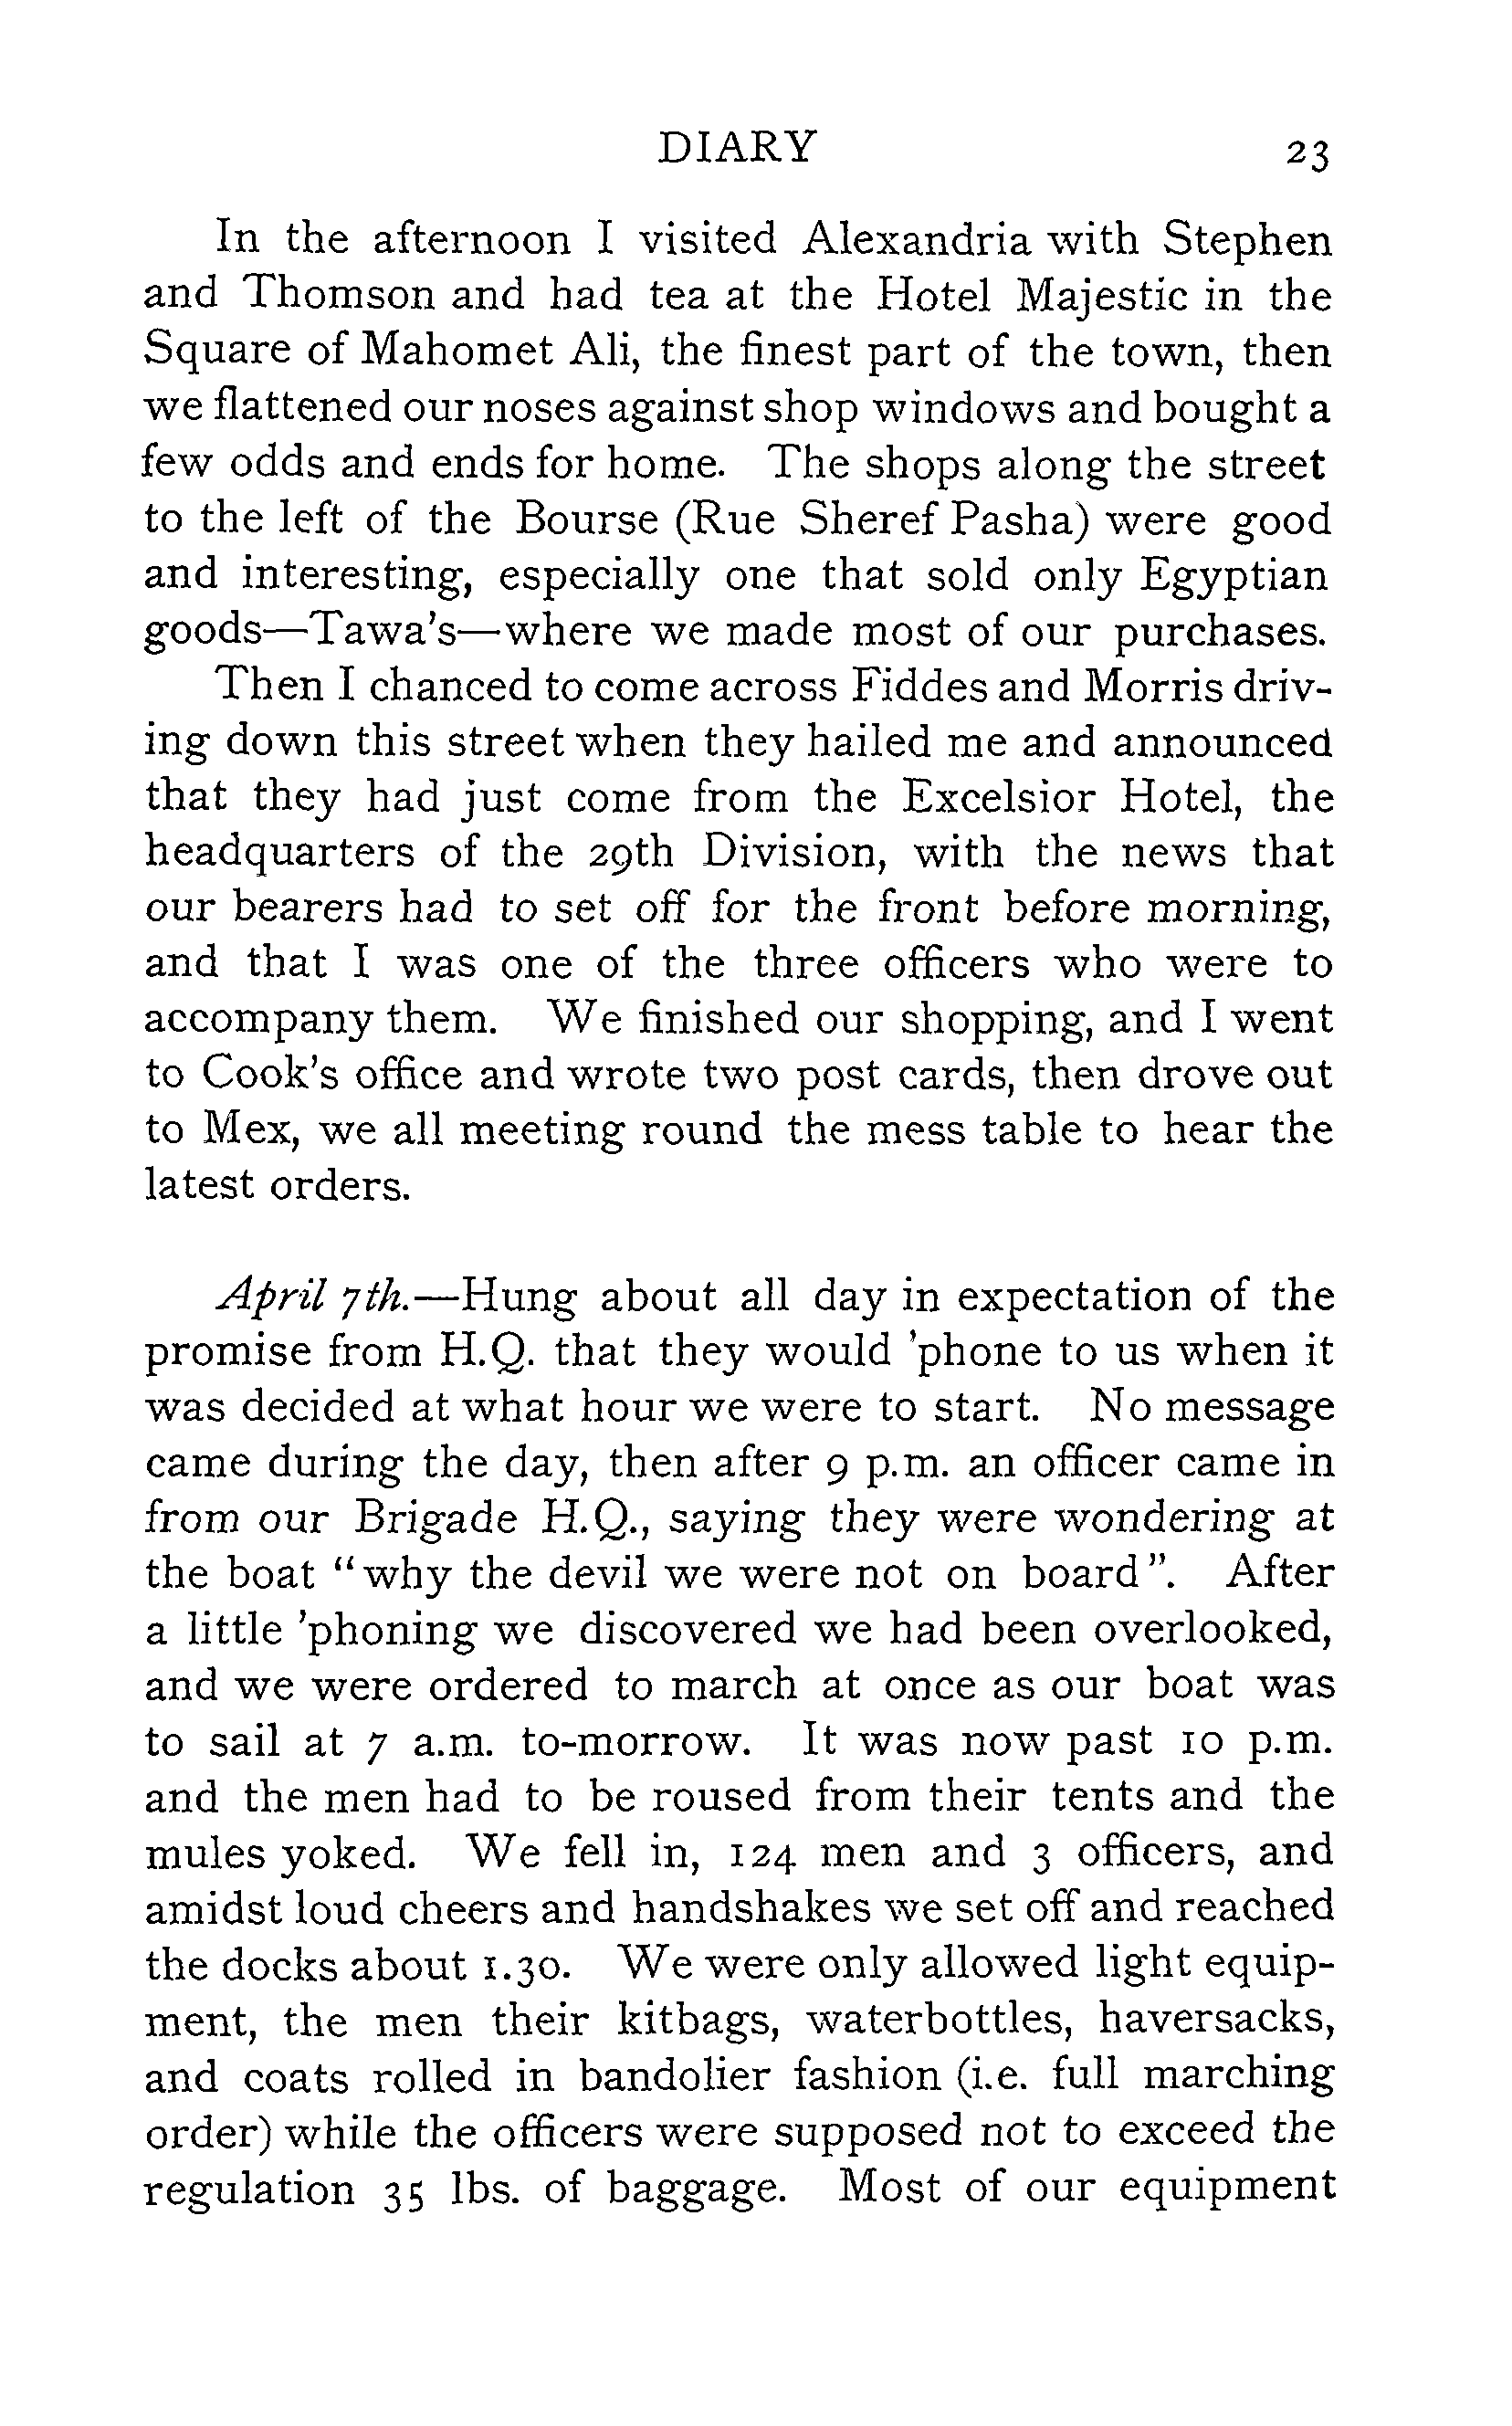 DIARY 23
In the afternoon I visited Alexandria with Stephen
and Thomson and had tea at the Hotel Majestic in the
Square of Mahomet Ali, the finest part of the town, then
we flattened our noses against shop windows and bought a
few odds and ends for home. The shops along the street
to the left of the Bourse (Rue Sheref Pasha) were good
and interesting, especially one that sold only Egyptian
goods—Tawa's—where we made most of our purchases.
Then I chanced to come across Fiddes and Morris driv-
ing down this street when they hailed me and announced
that they had just come from the Excelsior Hotel, the
headquarters of the 29th Division, with the news that
our bearers had to set off for the front before morning,
and that I was one of the three officers who were to
accompany them. We finished our shopping, and I went
to Cook's office and wrote two post cards, then drove out
to Mex, we all meeting round the mess table to hear the
latest orders.
April 7th.—Hung about all day in expectation of the
promise from H.Q. that they would 'phone to us when it
was decided at what hour we were to start. No message
came during the day, then after 9 p.m. an officer came in
from our Brigade H.Q., saying they were wondering at
the boat "why the devil we were not on board". After
a little 'phoning we discovered we had been overlooked,
and we were ordered to march at once as our boat was
to sail at 7 a.m. to-morrow. It was now past 10 p.m.
and the men had to be roused from their tents and the
mules yoked. We fell in, 124 men and 3 officers, and
amidst loud cheers and handshakes we set off and reached
the docks about 1.30. We were only allowed light equip-
ment, the men their kitbags, waterbottles, haversacks,
and coats rolled in bandolier fashion (i.e. full marching
order) while the officers were supposed not to exceed the
regulation 35 lbs. of baggage. Most of our equipment